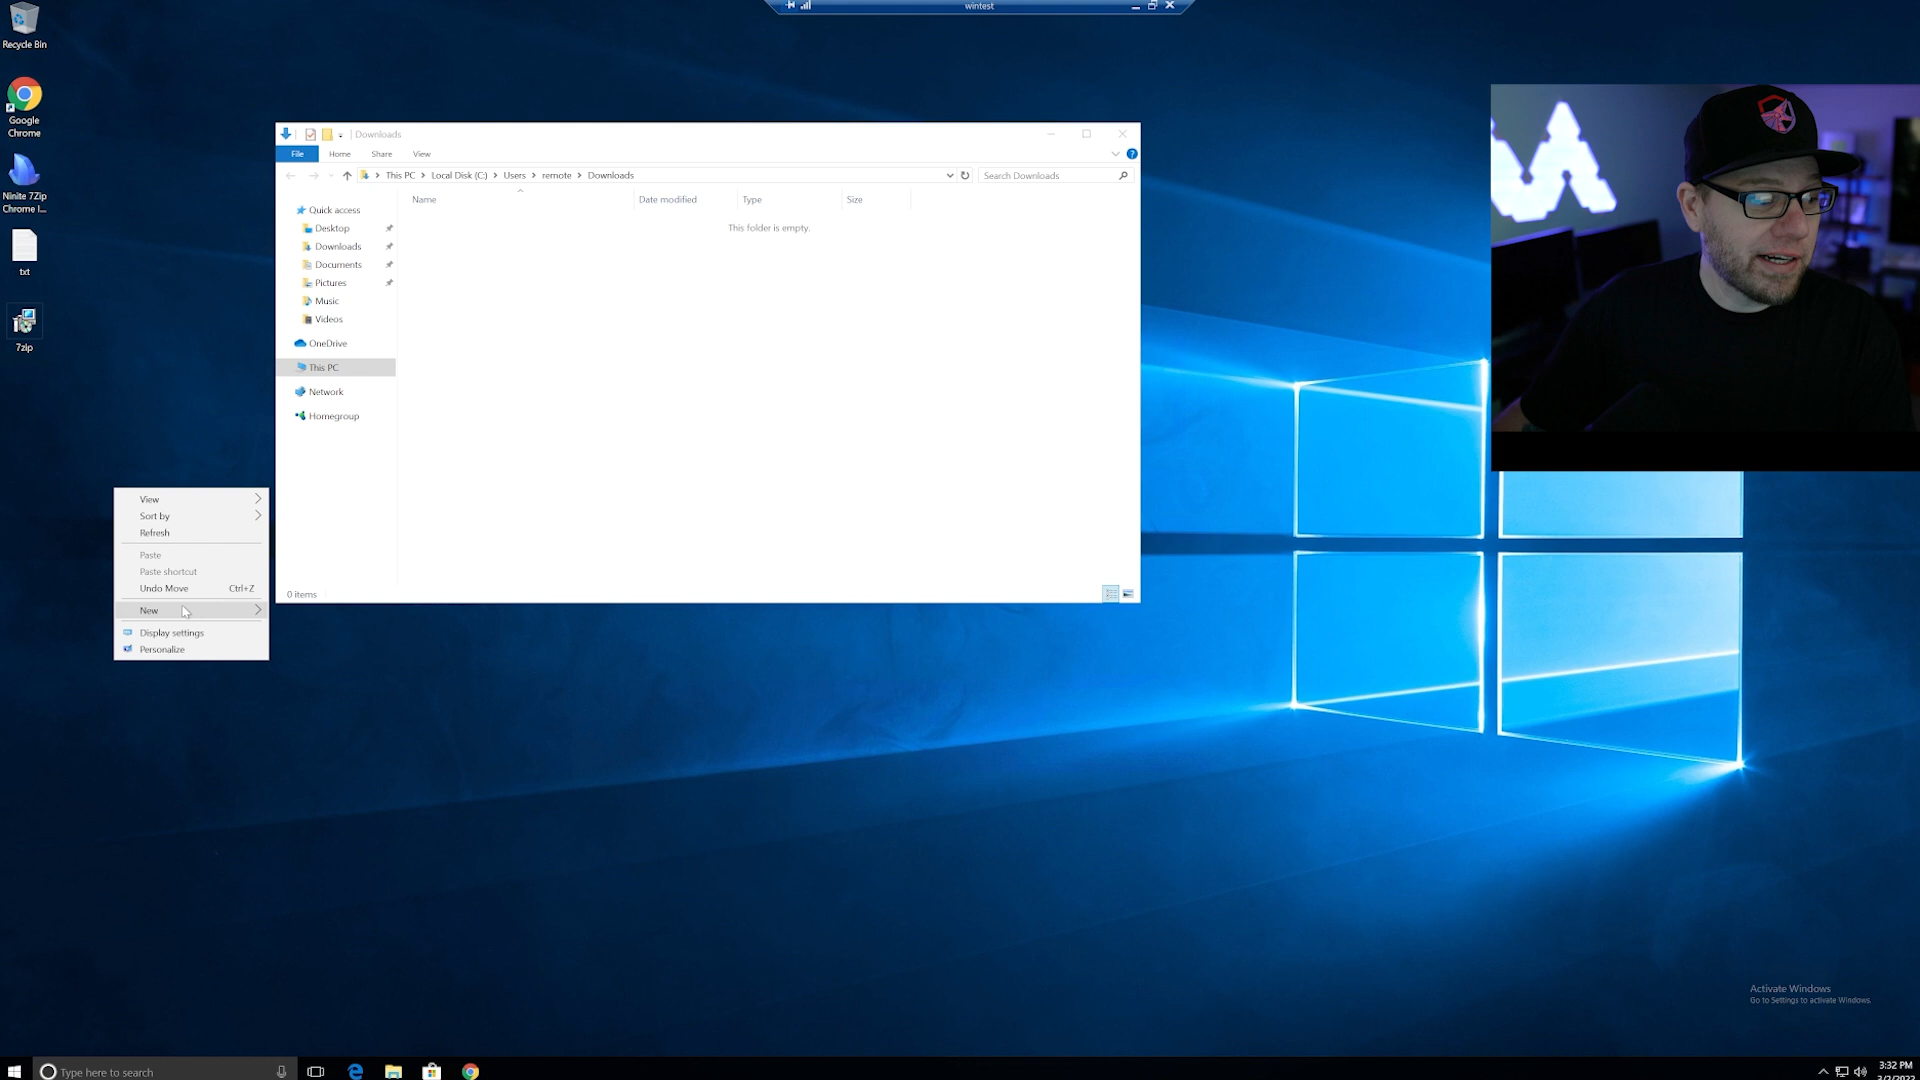 wintest
Recycle Bin
Google
Chrome
Ninite 7Zip
Chrome I...
txt
7zip
Downloads
File
Home
Share
View
This PC
Local Disk (C:)
Users
remote
Downloads
Search Downloads
Name
Date modified
Type
Size
This folder is empty.
Quick access
Desktop
Downloads
Documents
Pictures
Music
Videos
OneDrive
This PC
Network
Homegroup
0 items
View
Sort by
Refresh
Paste
Paste shortcut
Undo Move Ctrl+Z
New
Display settings
Personalize
Activate Windows
Go to Settings to activate Windows.
Type here to search
3:32 PM